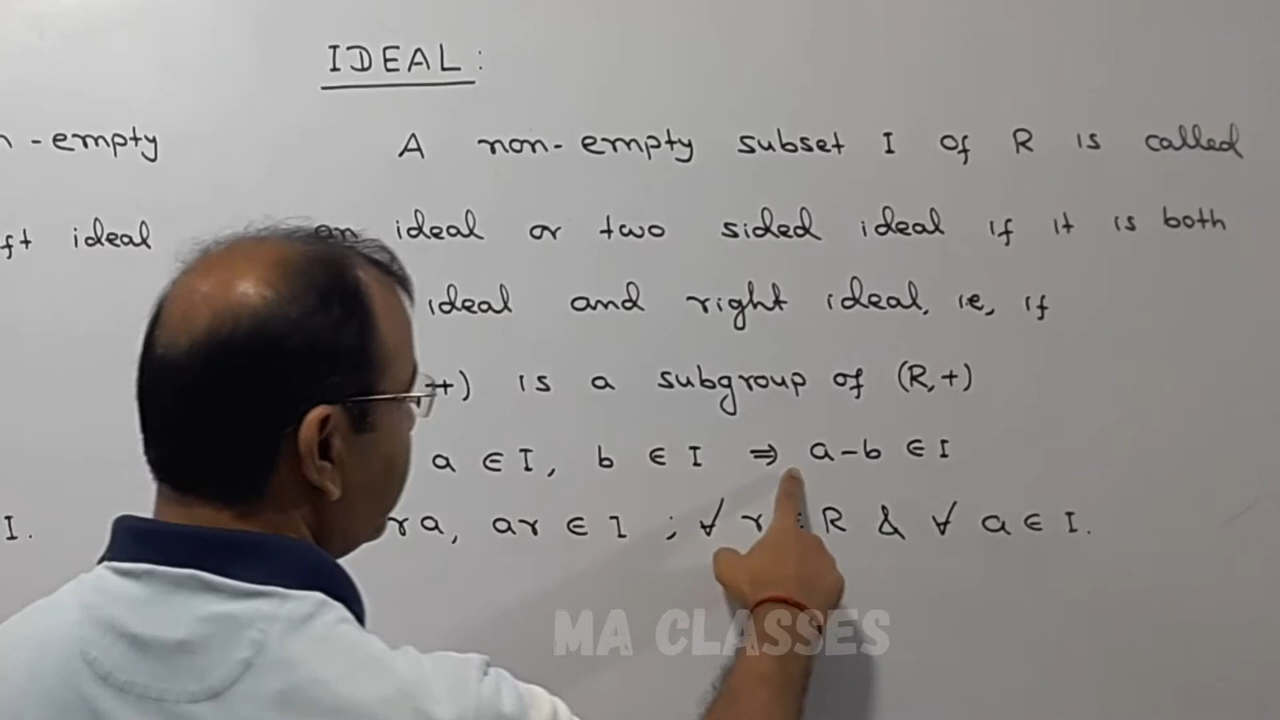 IDEAL:
n-empty
A non-empty subset I of R is called
ft ideal
an ideal or two sided ideal if it is both
ideal and right ideal, ie, if
+) is a subgroup of (R,+)
a ∈ I, b ∈ I ⇒ a-b ∈ I
I.
ra, ar ∈ I ; ∀ r ∈ R & ∀ a ∈ I.
MA CLASSES